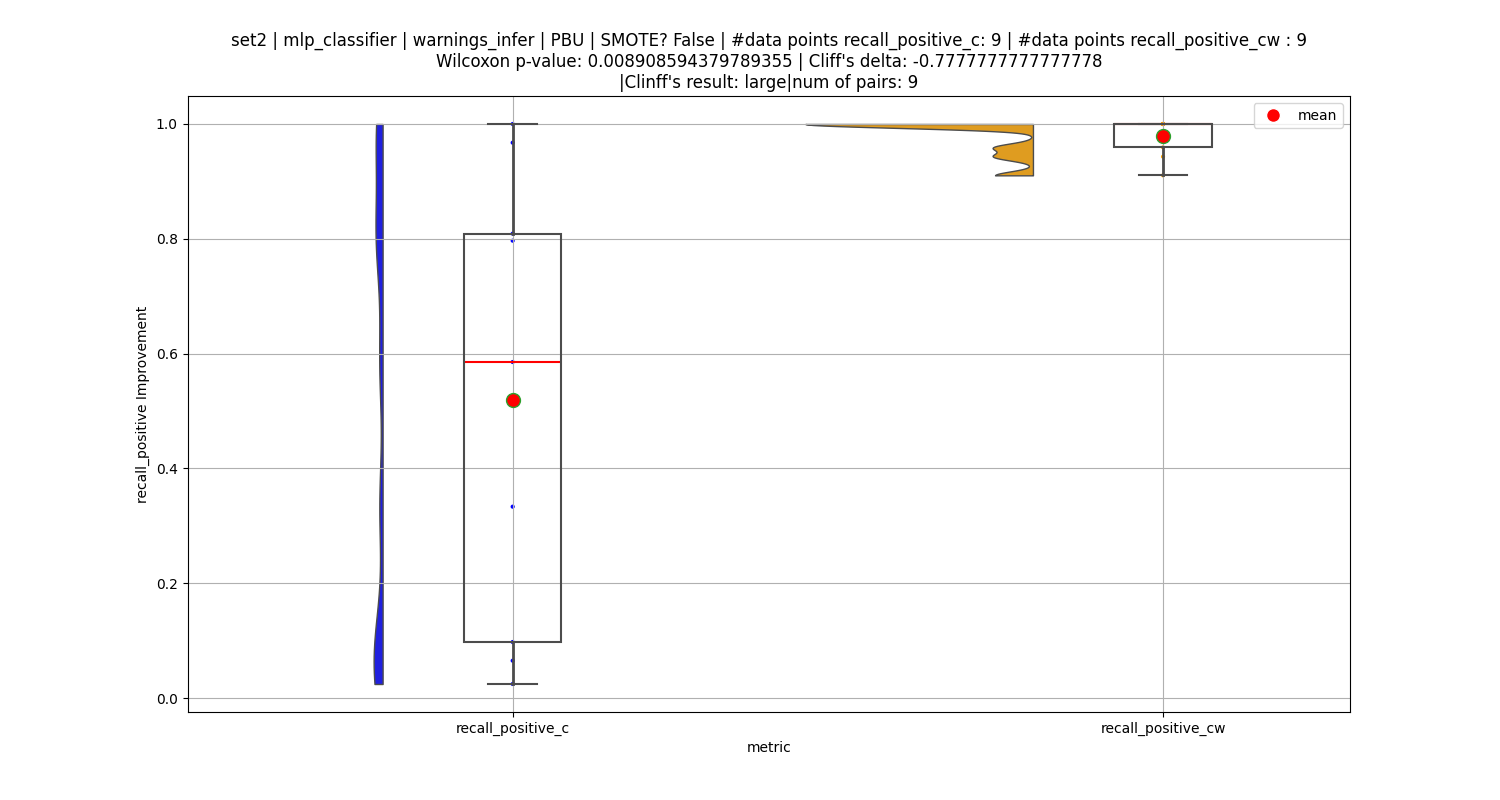 set2 | mlp_classifier | warnings_infer | PBU | SMOTE? False | #data points recall_positive_c: 9 | #data points recall_positive_cw : 9
Wilcoxon p-value: 0.008908594379789355 | Cliff's delta: -0.7777777777777778
|Clinff's result: large|num of pairs: 9
mean
1.0
0.8
0.6
0.4
0.2
0.0
recall_positive Improvement
recall_positive_c
recall_positive_cw
metric